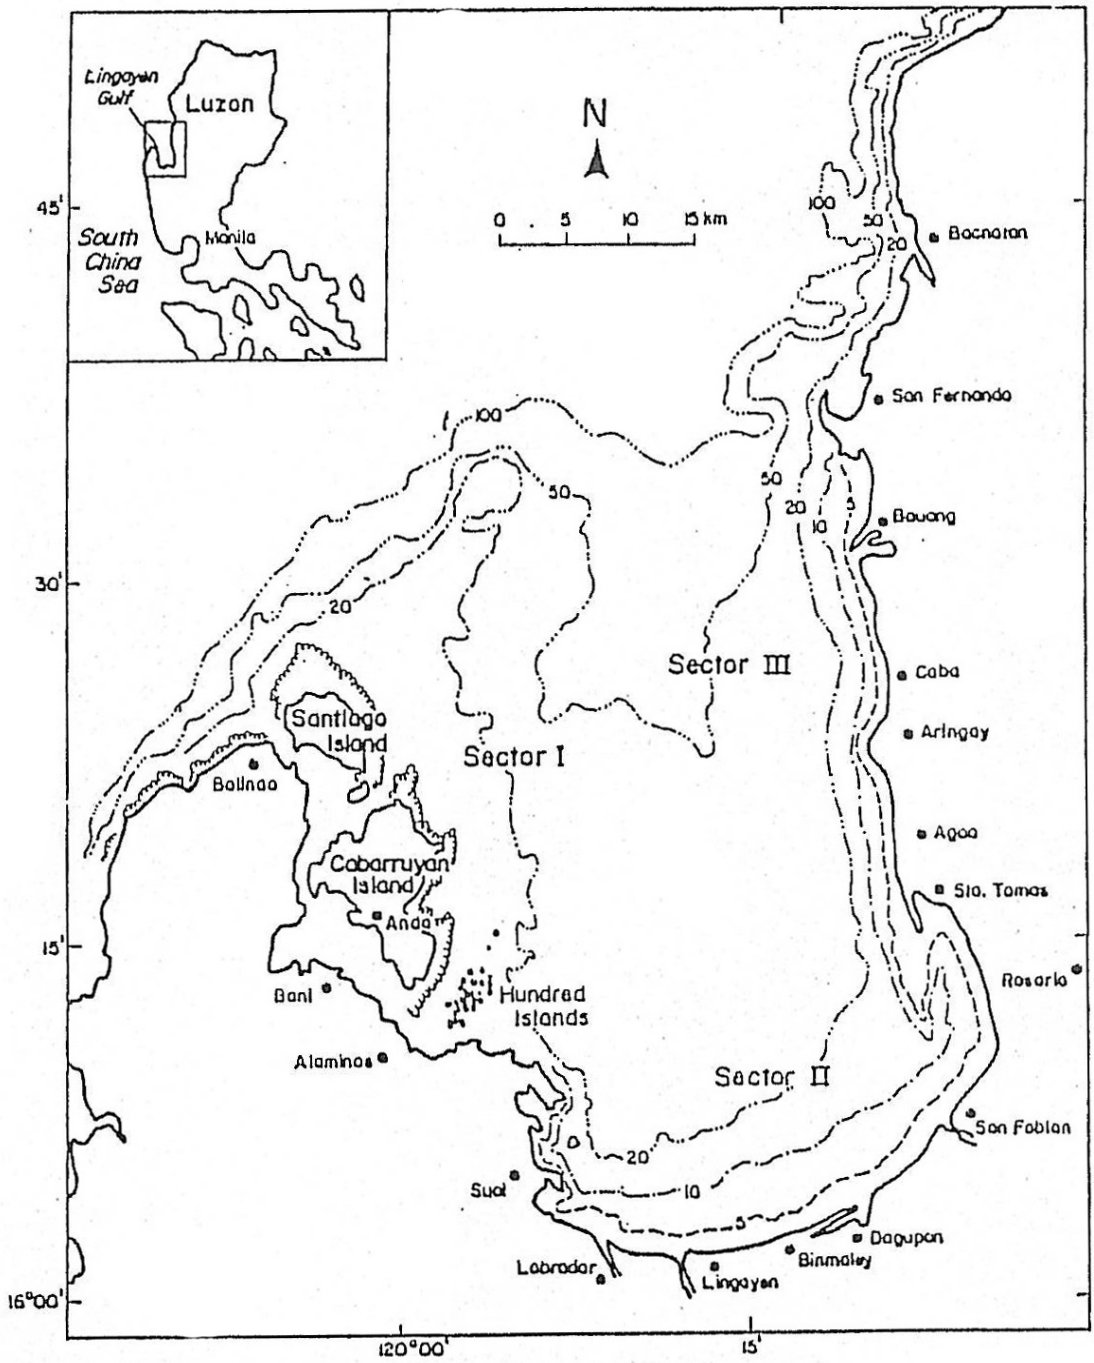 Lingayen
Gulf
Luzon
Manila
South
China
Sea
N
0 5 10 15 km
45'
30'
15'
16°00'
120°00'
15'
100
50
20
Bacnotan
San Fernando
100
50
50
20
10
5
Bauang
20
Sector III
Caba
Santiago
Island
Sector I
Aringay
Bolinao
Agoo
Cabarruyan
Island
Sto. Tomas
Anda
Rosario
Bani
Hundred
Islands
Alaminos
Sector II
San Fabian
20
Sual
10
5
Dagupan
Binmaley
Labrador
Lingayen